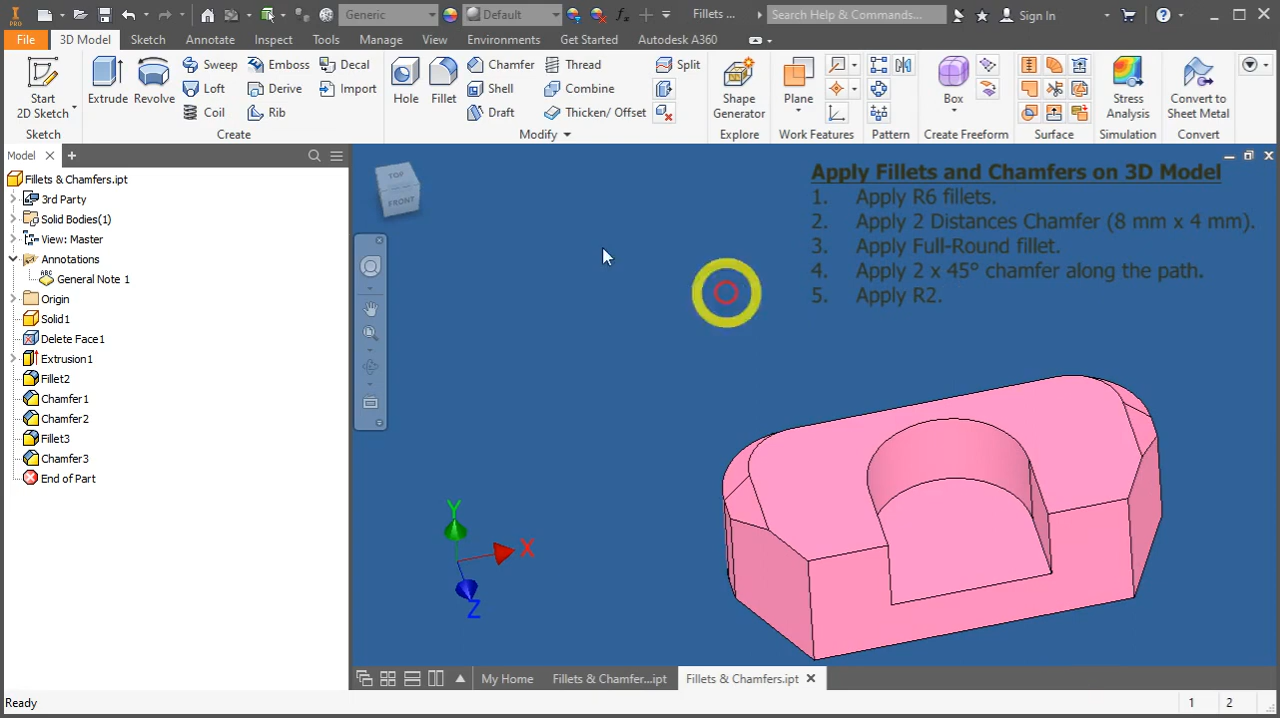 PRO
Generic
Default
Fillets ...
Search Help & Commands...
Sign In
File
3D Model
Sketch
Annotate
Inspect
Tools
Manage
View
Environments
Get Started
Autodesk A360
Start
2D Sketch
Sketch
Extrude
Revolve
Sweep
Loft
Coil
Emboss
Derive
Rib
Decal
Import
Create
Hole
Fillet
Chamfer
Shell
Draft
Thread
Combine
Thicken/ Offset
Split
Modify
Shape
Generator
Explore
Plane
Work Features
Pattern
Box
Create Freeform
Surface
Stress
Analysis
Simulation
Convert to
Sheet Metal
Convert
Model
Fillets & Chamfers.ipt
3rd Party
Solid Bodies(1)
View: Master
Annotations
ABC
General Note 1
Origin
Solid1
Delete Face1
Extrusion1
Fillet2
Chamfer1
Chamfer2
Fillet3
Chamfer3
End of Part
TOP
FRONT
Apply Fillets and Chamfers on 3D Model
1. Apply R6 fillets.
2. Apply 2 Distances Chamfer (8 mm x 4 mm).
3. Apply Full-Round fillet.
4. Apply 2 x 45° chamfer along the path.
5. Apply R2.
Y
X
Z
My Home
Fillets & Chamfer...ipt
Fillets & Chamfers.ipt
Ready
1
2